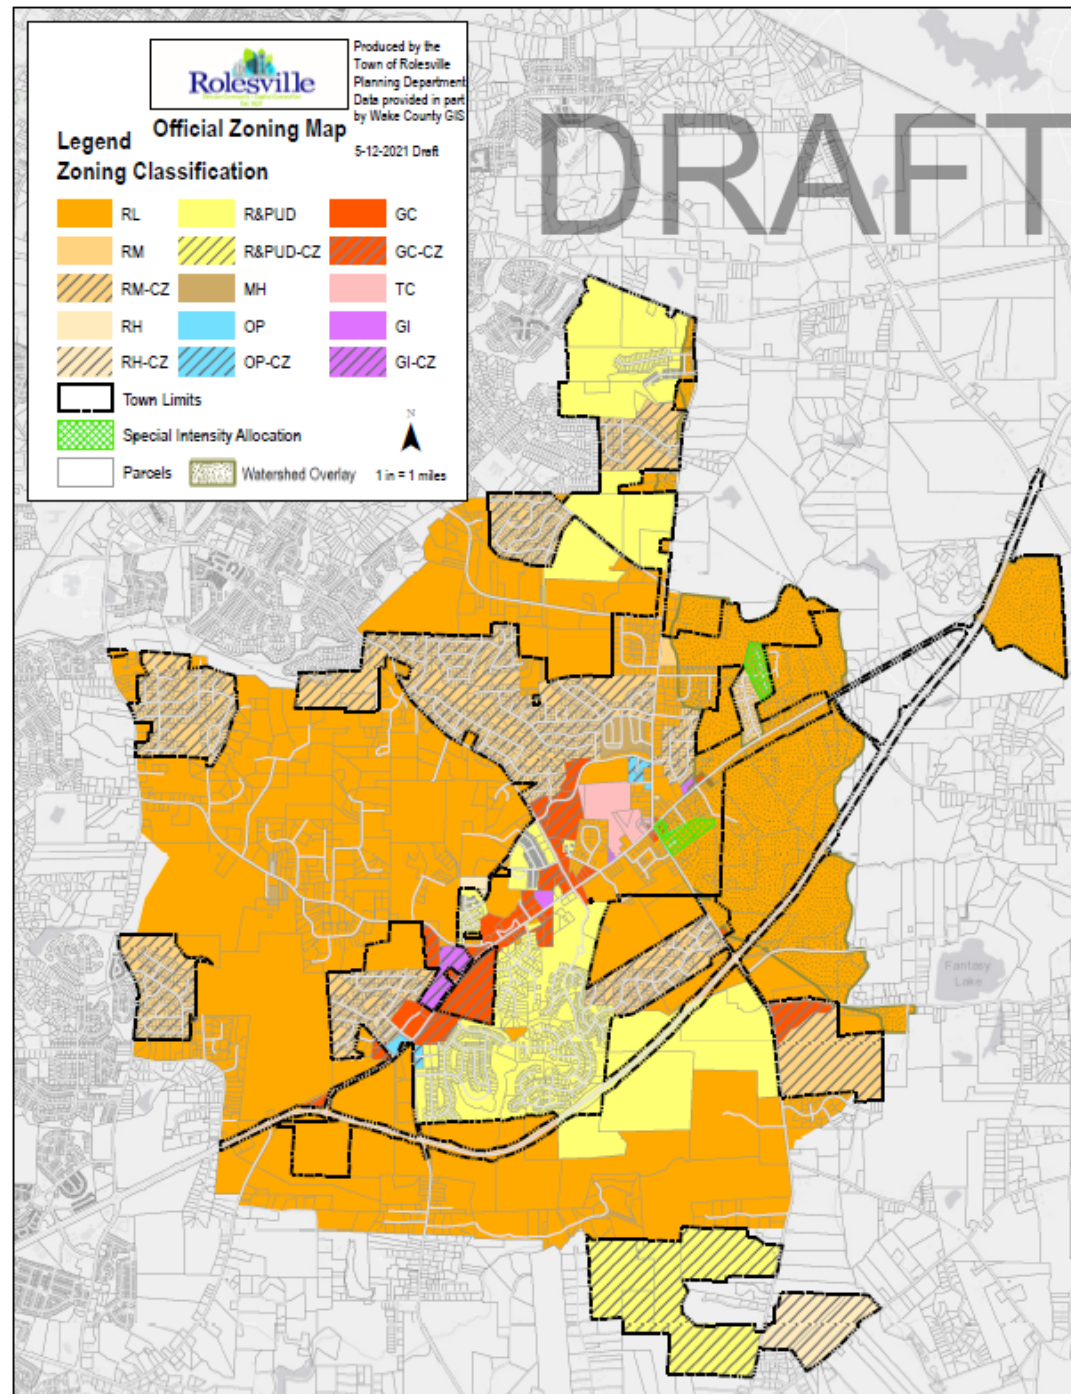 Rolesville
Produced by the
Town of Rolesville
Planning Department
Data provided in part
by Wake County GIS
Official Zoning Map
5-12-2021 Draft
Legend
Zoning Classification
RL
R&PUD
GC
RM
R&PUD-CZ
GC-CZ
RM-CZ
MH
TC
RH
OP
GI
RH-CZ
OP-CZ
GI-CZ
Town Limits
Special Intensity Allocation
N
Parcels
Watershed Overlay
1 in = 1 miles
DRAFT
Fantasy
Lake